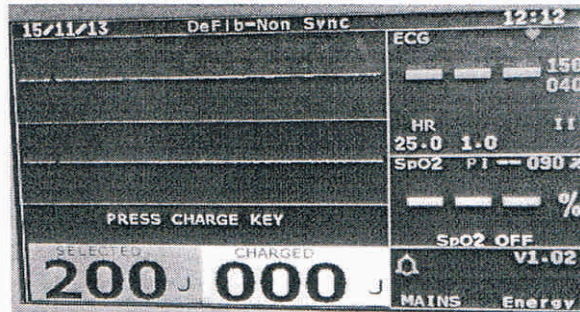 15/11/13 DeFib-Non Sync 12:12
ECG
--- 150
040
HR II
25.0 1.0
SpO2 PI -- 090 %
--- %
PRESS CHARGE KEY
SpO2 OFF
SELECTED CHARGED
200 J 000 J
V1.02
MAINS Energy